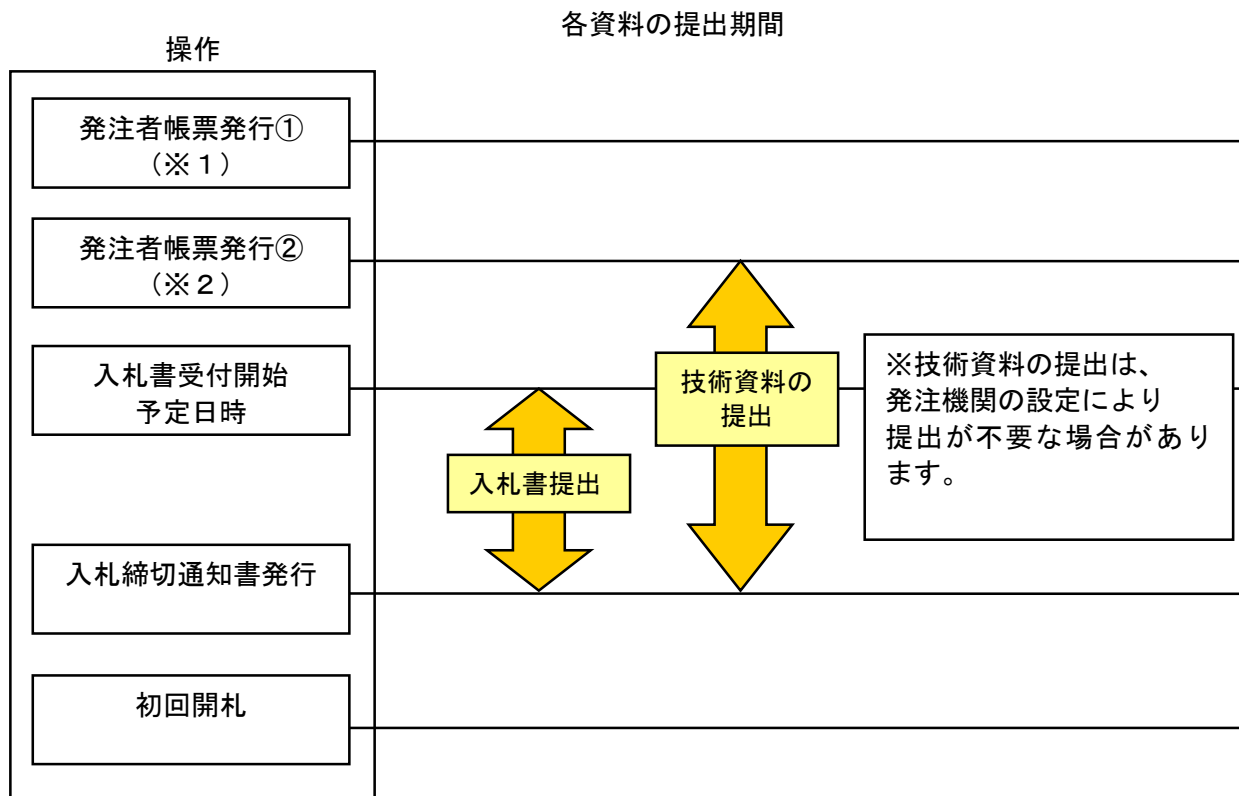 各資料の提出期間
操作
発注者帳票発行①
（※１）
発注者帳票発行②
（※２）
入札書受付開始
予定日時
技術資料の
提出
※技術資料の提出は、
発注機関の設定により
提出が不要な場合があり
ます。
入札書提出
入札締切通知書発行
初回開札